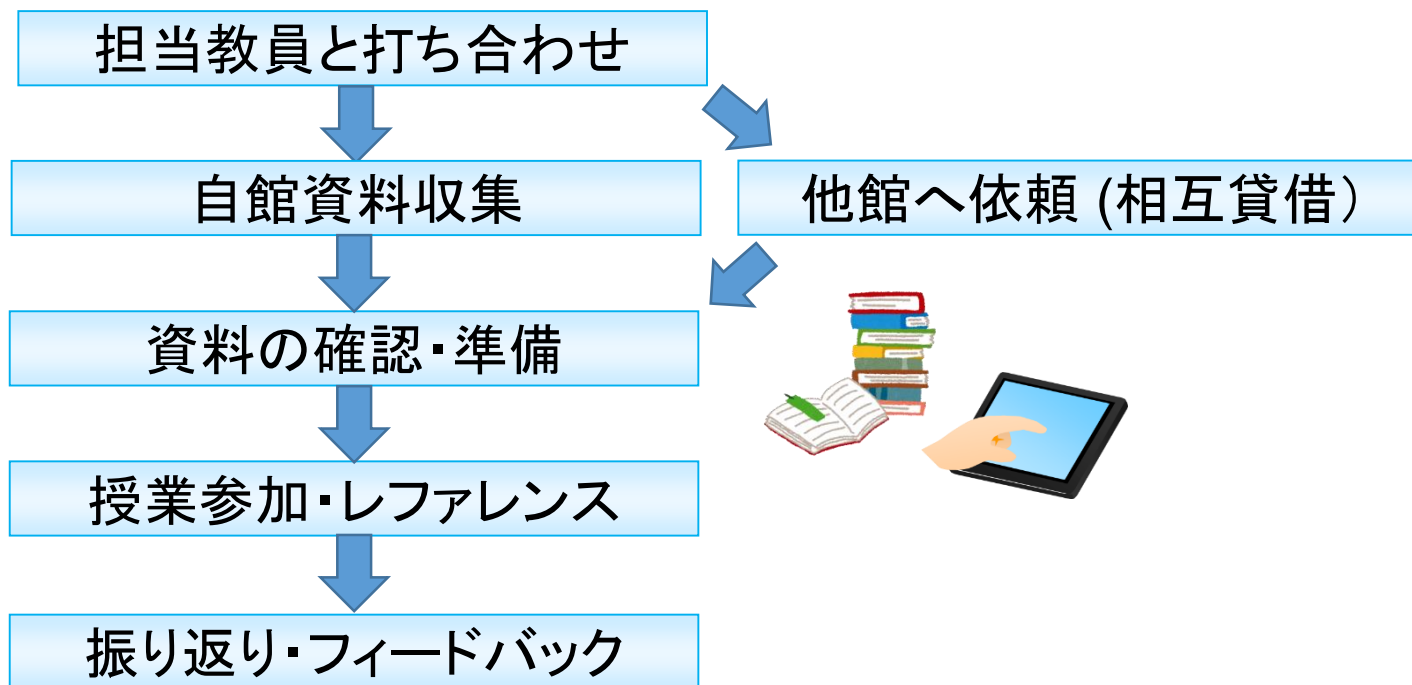 担当教員と打ち合わせ
自館資料収集
他館へ依頼 (相互貸借）
資料の確認・準備
授業参加・レファレンス
振り返り・フィードバック